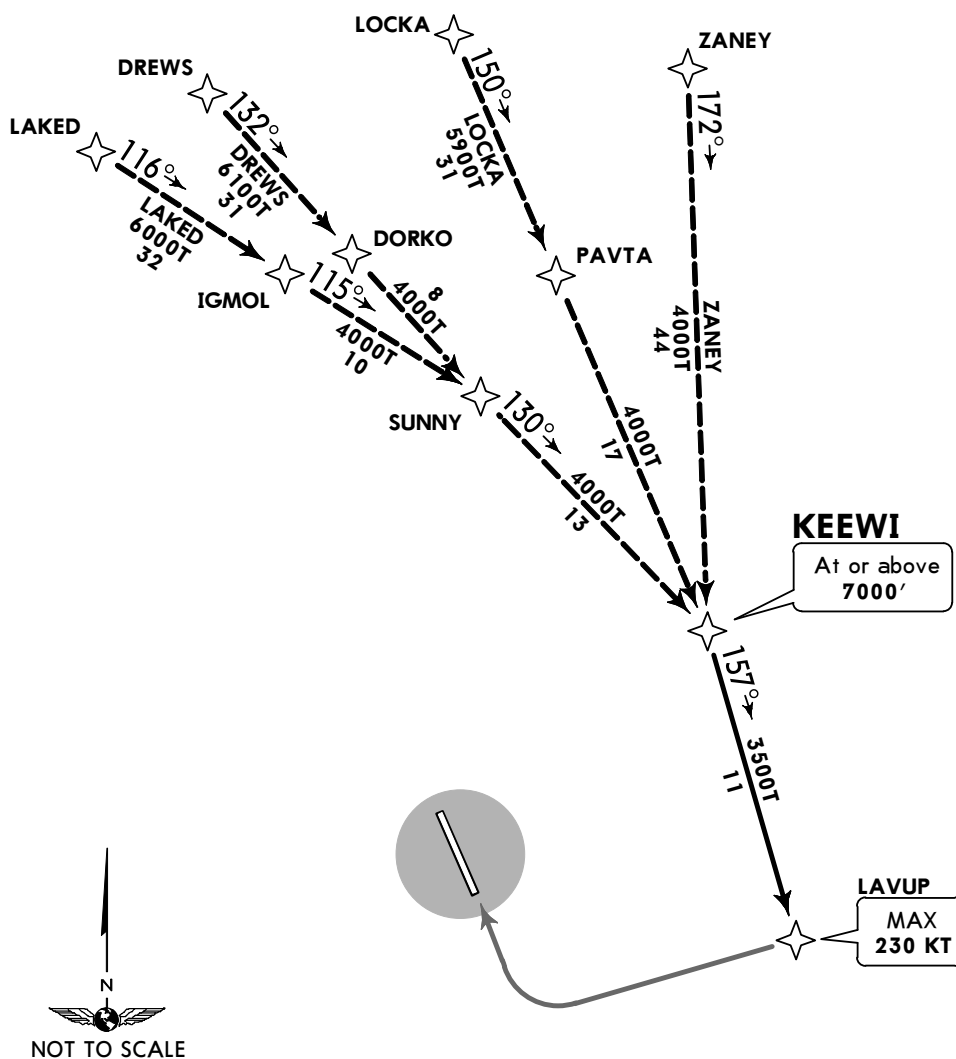 LOCKA
ZANEY
DREWS
LAKED
150°
172°
132°
116°
LOCKA
5900T
31
DREWS
6100T
31
LAKED
6000T
32
DORKO
PAVTA
IGMOL
115°
8
4000T
4000T
10
ZANEY
4000T
44
SUNNY
130°
4000T
13
4000T
17
KEEWI
At or above
7000'
157°
3500T
11
LAVUP
MAX
230 KT
N
NOT TO SCALE